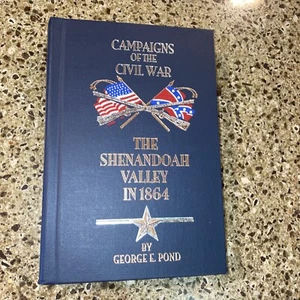 CAMPAIGNS
OF THE
CIVIL WAR
THE
SHENANDOAH
VALLEY
IN 1864
BY
GEORGE E. POND